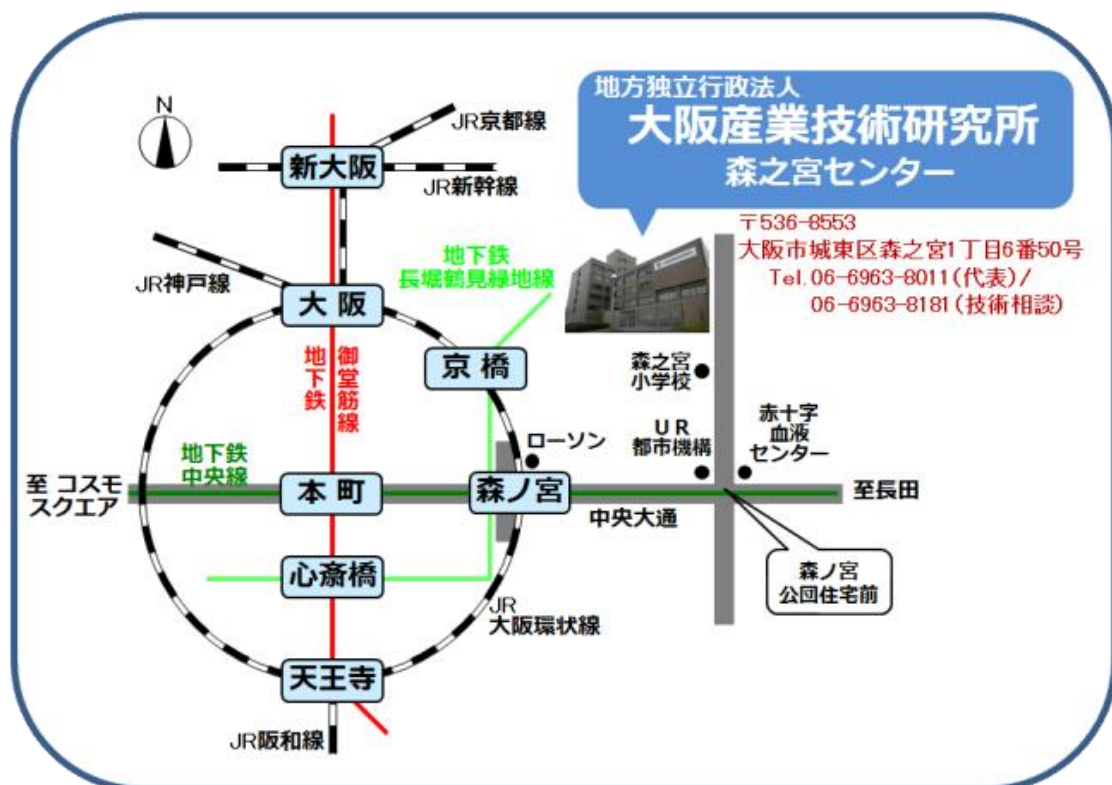 地方独立行政法人
大阪産業技術研究所
森之宮センター
N
JR京都線
新大阪
JR新幹線
〒536-8553
大阪市城東区森之宮1丁目6番50号
Tel.06-6963-8011(代表)/
06-6963-8181(技術相談)
地下鉄
長堀鶴見緑地線
JR神戸線
大阪
京橋
地下鉄
御堂筋線
森之宮
小学校
UR
都市機構
赤十字
血液
センター
ローソン
地下鉄
中央線
至 コスモ
スクエア
本町
森ノ宮
至長田
中央大通
心斎橋
森ノ宮
公団住宅前
JR
大阪環状線
天王寺
JR阪和線